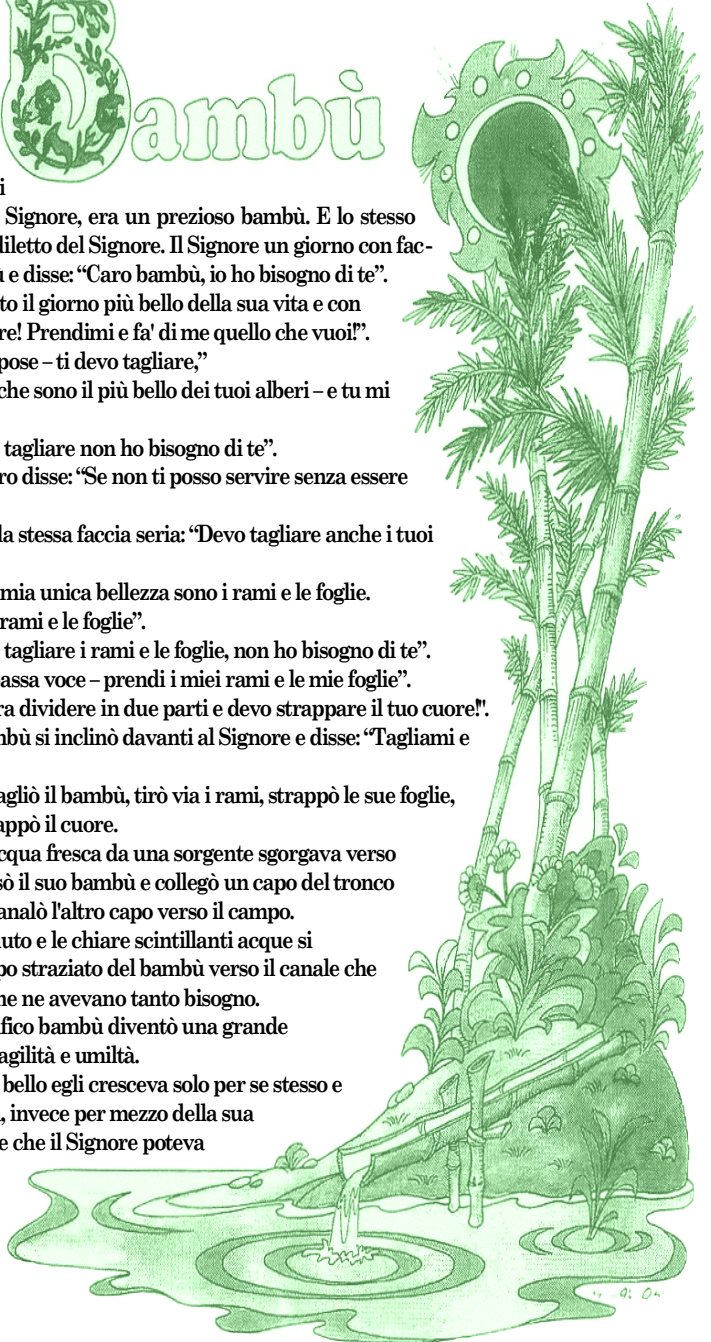 Bambù
i
Signore, era un prezioso bambù. E lo stesso
diletto del Signore. Il Signore un giorno con fac-
e disse: “Caro bambù, io ho bisogno di te”.
to il giorno più bello della sua vita e con
re! Prendimi e fa' di me quello che vuoi!”.
pose – ti devo tagliare,”
che sono il più bello dei tuoi alberi – e tu mi
tagliare non ho bisogno di te”.
ro disse: “Se non ti posso servire senza essere
la stessa faccia seria: “Devo tagliare anche i tuoi
mia unica bellezza sono i rami e le foglie.
rami e le foglie”.
tagliare i rami e le foglie, non ho bisogno di te”.
assa voce – prendi i miei rami e le mie foglie”.
ra dividere in due parti e devo strappare il tuo cuore!".
mbù si inclinò davanti al Signore e disse: “Tagliami e
agliò il bambù, tirò via i rami, strappò le sue foglie,
appò il cuore.
cqua fresca da una sorgente sgorgava verso
sò il suo bambù e collegò un capo del tronco
analò l'altro capo verso il campo.
uto e le chiare scintillanti acque si
po straziato del bambù verso il canale che
he ne avevano tanto bisogno.
ifico bambù diventò una grande
agilità e umiltà.
bello egli cresceva solo per se stesso e
, invece per mezzo della sua
e che il Signore poteva